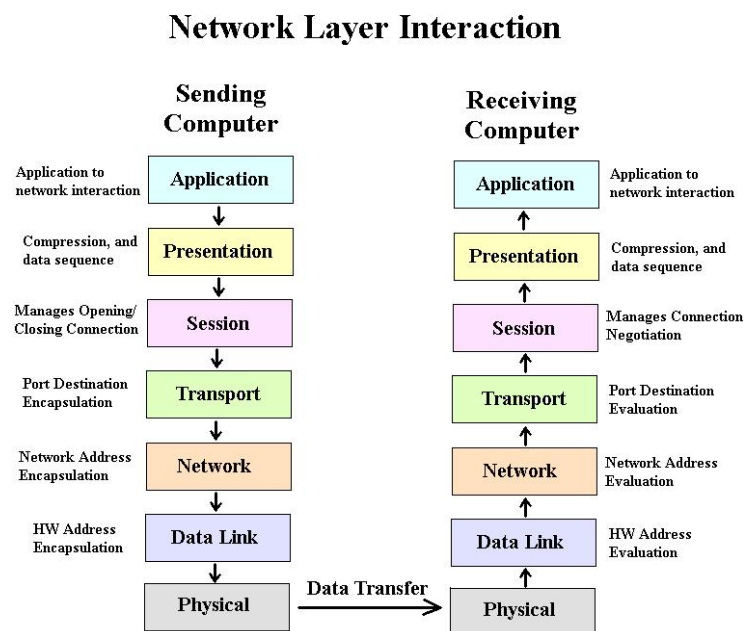 Network Layer Interaction
Sending
Computer
Receiving
Computer
Application to
network interaction
Application
Application
Application to
network interaction
Compression, and
data sequence
Presentation
Presentation
Compression, and
data sequence
Manages Opening/
Closing Connection
Session
Session
Manages Connection
Negotiation
Port Destination
Encapsulation
Transport
Transport
Port Destination
Evaluation
Network Address
Encapsulation
Network
Network
Network Address
Evaluation
HW Address
Encapsulation
Data Link
Data Link
HW Address
Evaluation
Physical
Data Transfer
Physical